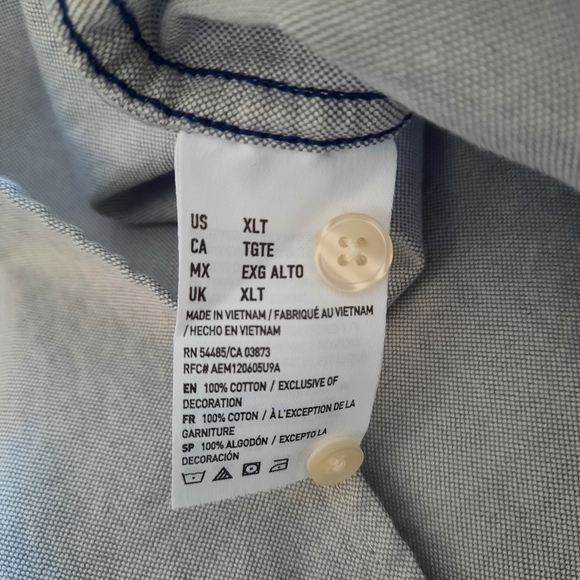 US XLT
CA TGTE
MX EXG ALTO
UK XLT
MADE IN VIETNAM / FABRIQUÉ AU VIETNAM
/ HECHO EN VIETNAM
RN 54485/CA 03873
RFC# AEM120605U9A
EN 100% COTTON / EXCLUSIVE OF
DECORATION
FR 100% COTON / À L'EXCEPTION DE LA
GARNITURE
SP 100% ALGODÓN / EXCEPTO LA
DECORACIÓN